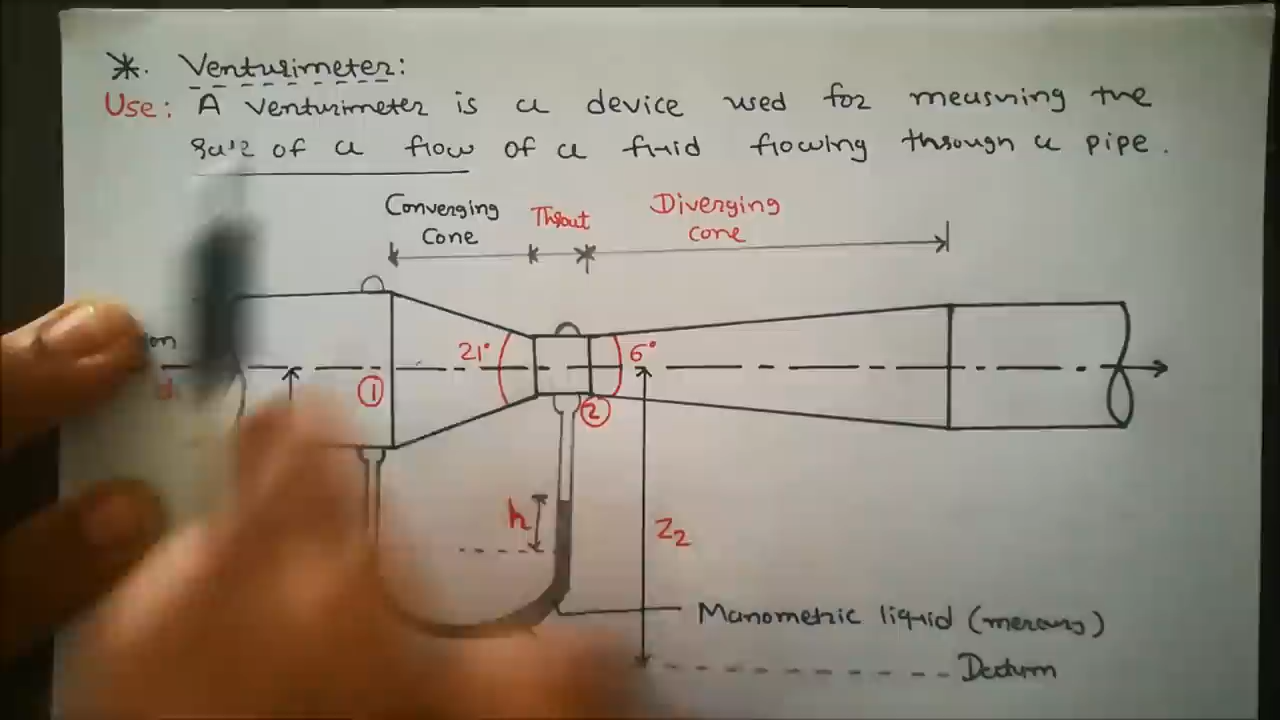 *. Venturimeter:
Use: A venturimeter is a device used for measuring the
rate of a flow of a fluid flowing through a pipe.
Converging
Cone
Throat
Diverging
cone
21°
6°
1
2
h
Z2
Manometric liquid (mercury)
Datum